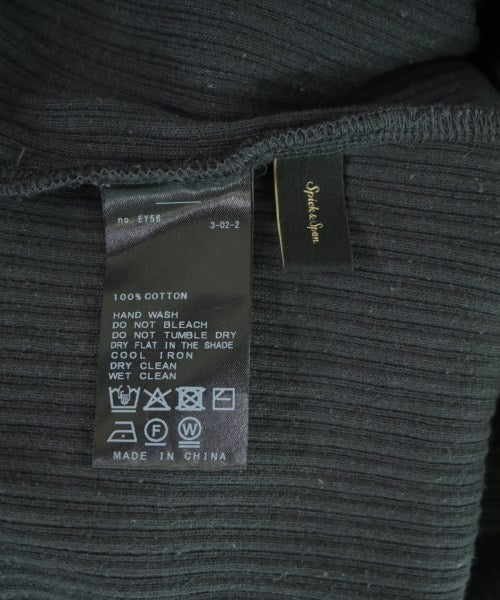 no. EY56
3-02-2
100% COTTON
HAND WASH
DO NOT BLEACH
DO NOT TUMBLE DRY
DRY FLAT IN THE SHADE
COOL IRON
DRY CLEAN
WET CLEAN
F W
MADE IN CHINA
Spick & Span